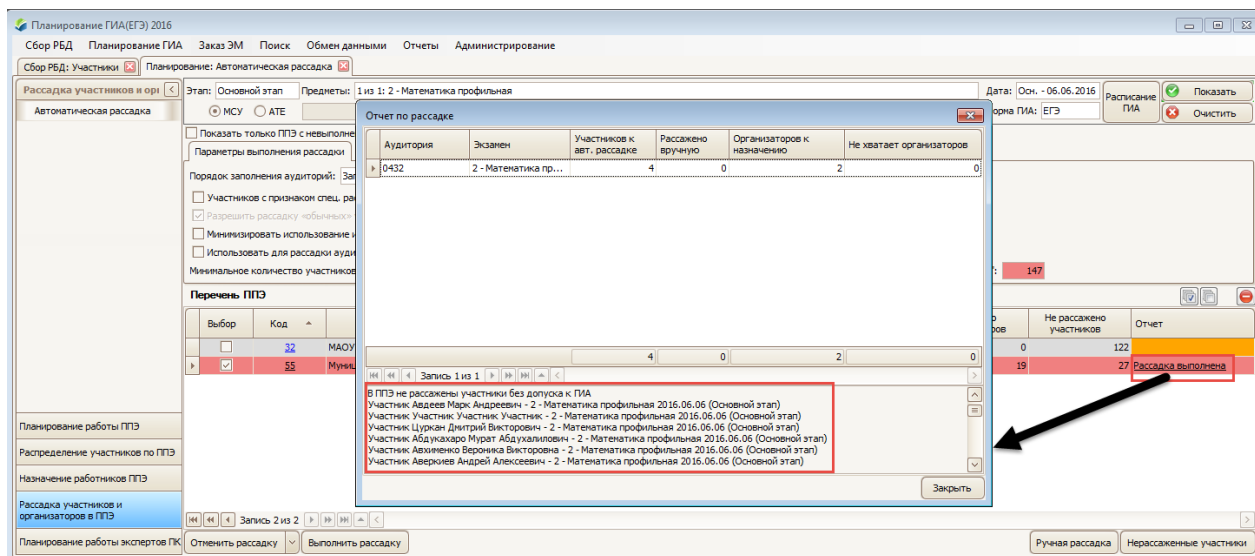 Планирование ГИА(ЕГЭ) 2016
Сбор РБД Планирование ГИА Заказ ЭМ Поиск Обмен данными Отчеты Администрирование
Сбор РБД: Участники Планирование: Автоматическая рассадка
Рассадка участников и орг
Автоматическая рассадка
Этап: Основной этап Предметы: 1 из 1: 2 - Математика профильная Дата: Осн. - 06.06.2016 Расписание ГИА Показать
МСУ АТЕ орма ГИА: ЕГЭ Очистить
Показать только ППЭ с невыполне
Параметры выполнения рассадки
Порядок заполнения аудиторий: Зап
Участников с признаком спец. рас
Разрешить рассадку «обычных»
Минимизировать использование и
Использовать для рассадки ауди
Минимальное количество участников
147
Перечень ППЭ
Выбор Код Не рассажено участников Отчет
32 МАОУ 0 122
55 Муниц 19 27 Рассадка выполнена
Отчет по рассадке
Аудитория Экзамен Участников к авт. рассадке Рассажено вручную Организаторов к назначению Не хватает организаторов
0432 2 - Математика пр... 4 0 2 0
4 0 2 0
Запись 1 из 1
В ППЭ не рассажены участники без допуска к ГИА
Участник Авдеев Марк Андреевич - 2 - Математика профильная 2016.06.06 (Основной этап)
Участник Участник Участник Участник - 2 - Математика профильная 2016.06.06 (Основной этап)
Участник Цуркан Дмитрий Викторович - 2 - Математика профильная 2016.06.06 (Основной этап)
Участник Абдукахаро Мурат Абдухалилович - 2 - Математика профильная 2016.06.06 (Основной этап)
Участник Авхименко Вероника Викторовна - 2 - Математика профильная 2016.06.06 (Основной этап)
Участник Аверкиев Андрей Алексеевич - 2 - Математика профильная 2016.06.06 (Основной этап)
Закрыть
Планирование работы ППЭ
Распределение участников по ППЭ
Назначение работников ППЭ
Рассадка участников и
организаторов в ППЭ
Планирование работы экспертов ПК
Запись 2 из 2
Отменить рассадку Выполнить рассадку Ручная рассадка Нерассаженные участники